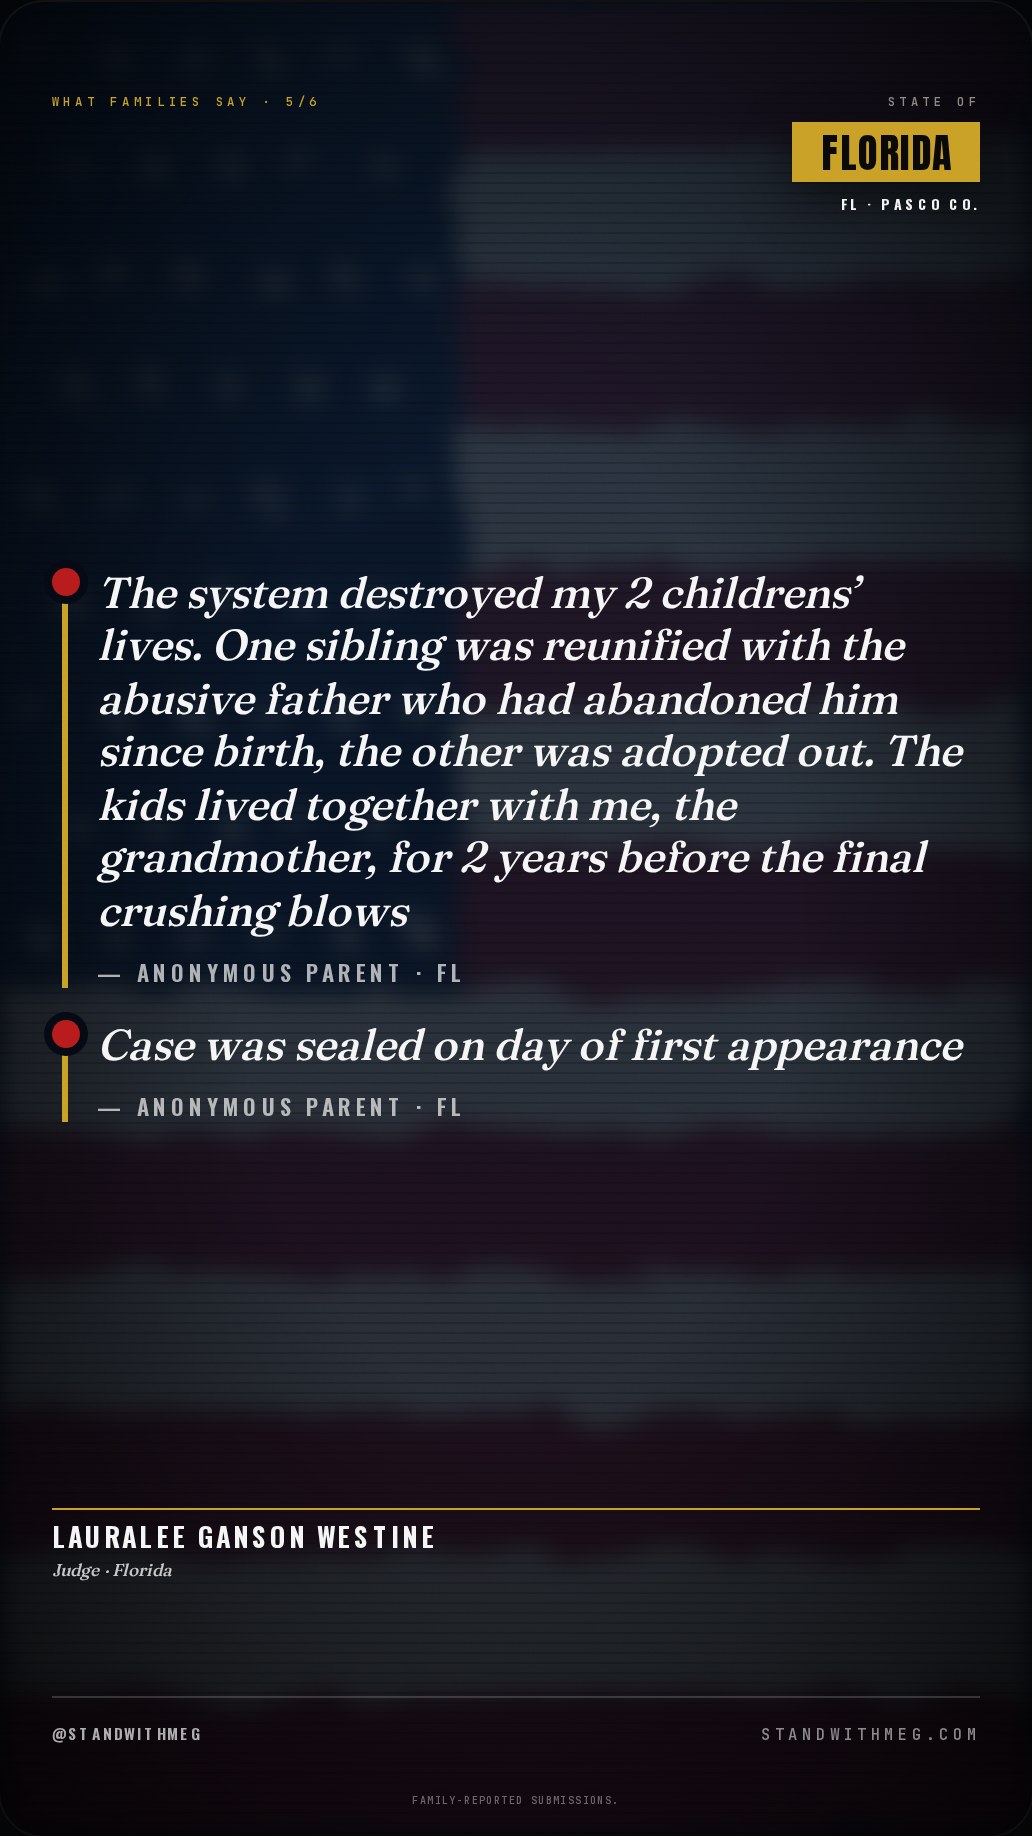 WHAT FAMILIES SAY · 5/6
STATE OF
FLORIDA
FL · PASCO CO.
The system destroyed my 2 childrens’
lives. One sibling was reunified with the
abusive father who had abandoned him
since birth, the other was adopted out. The
kids lived together with me, the
grandmother, for 2 years before the final
crushing blows
— ANONYMOUS PARENT · FL
Case was sealed on day of first appearance
— ANONYMOUS PARENT · FL
LAURALEE GANSON WESTINE
Judge · Florida
@STANDWITHMEG
STANDWITHMEG.COM
FAMILY-REPORTED SUBMISSIONS.